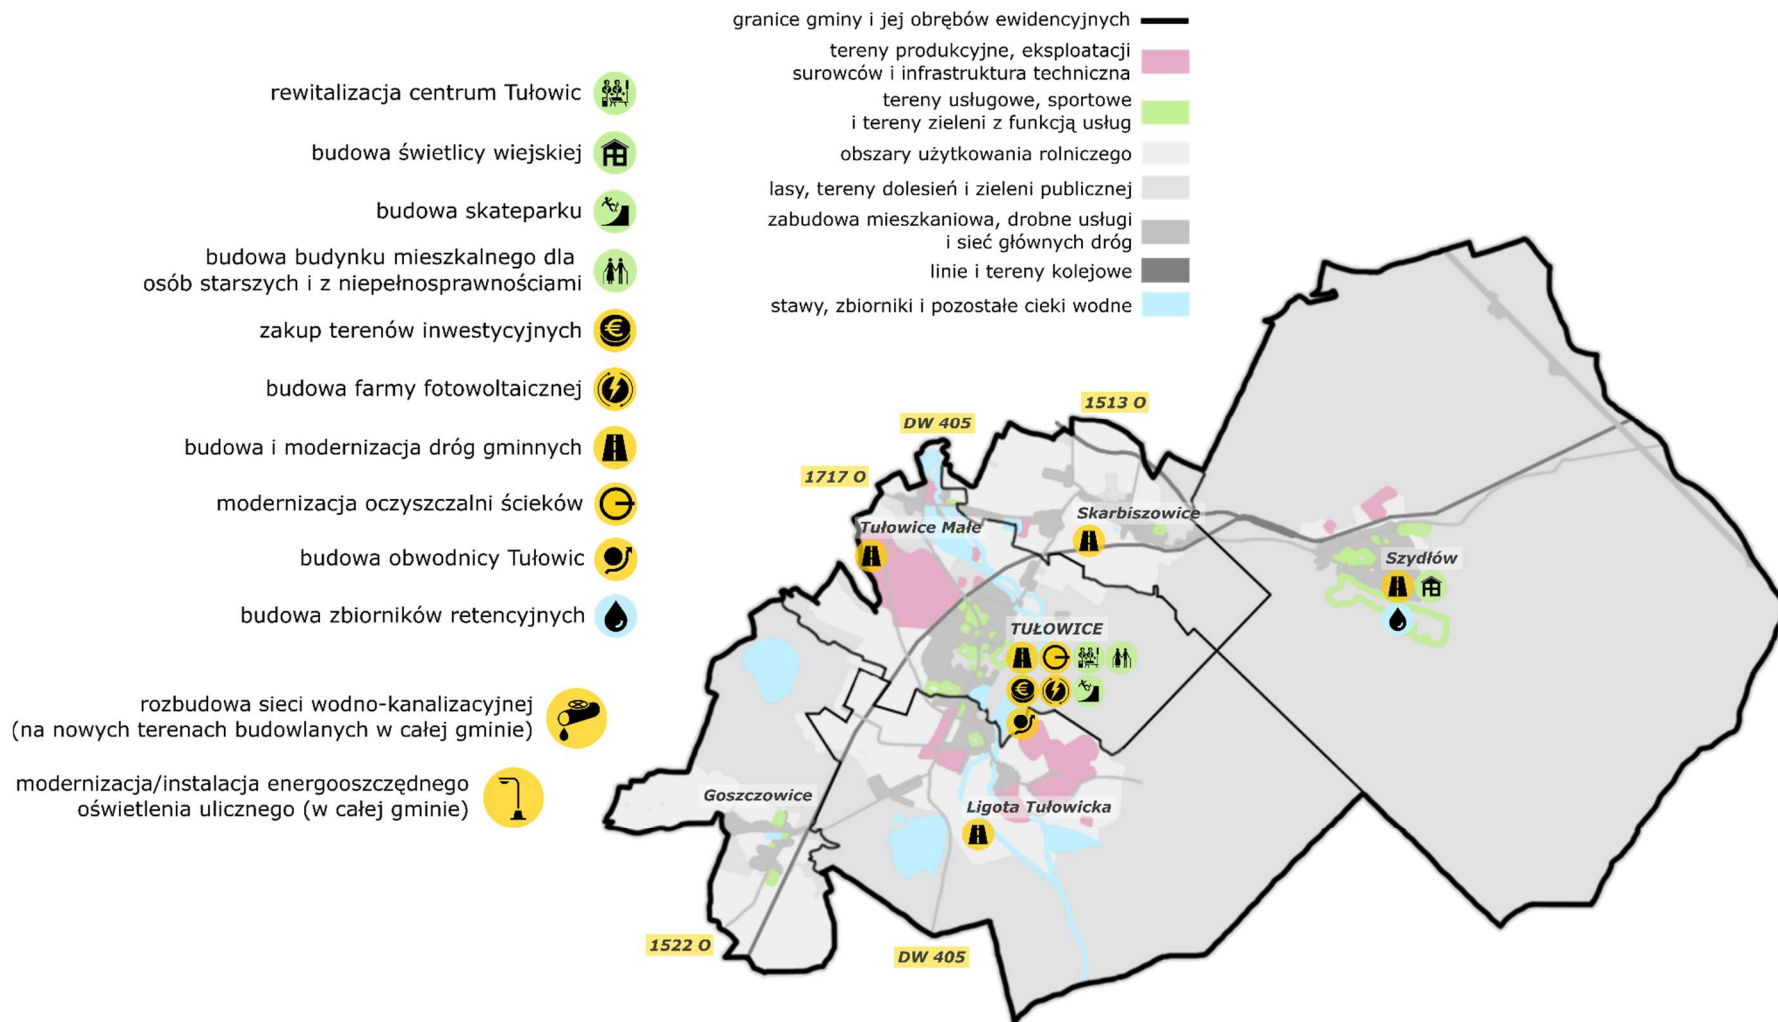 rewitalizacja centrum Tułowic
budowa świetlicy wiejskiej
budowa skateparku
budowa budynku mieszkalnego dla
osób starszych i z niepełnosprawnościami
zakup terenów inwestycyjnych
budowa farmy fotowoltaicznej
budowa i modernizacja dróg gminnych
modernizacja oczyszczalni ścieków
budowa obwodnicy Tułowic
budowa zbiorników retencyjnych
rozbudowa sieci wodno-kanalizacyjnej
(na nowych terenach budowlanych w całej gminie)
modernizacja/instalacja energooszczędnego
oświetlenia ulicznego (w całej gminie)
granice gminy i jej obrębów ewidencyjnych
tereny produkcyjne, eksploatacji
surowców i infrastruktura techniczna
tereny usługowe, sportowe
i tereny zieleni z funkcją usług
obszary użytkowania rolniczego
lasy, tereny dolesień i zieleni publicznej
zabudowa mieszkaniowa, drobne usługi
i sieć głównych dróg
linie i tereny kolejowe
stawy, zbiorniki i pozostałe cieki wodne
1513 O
DW 405
1717 O
Tułowice Małe
Skarbiszowice
Szydłów
TUŁOWICE
Goszczowice
Ligota Tułowicka
1522 O
DW 405